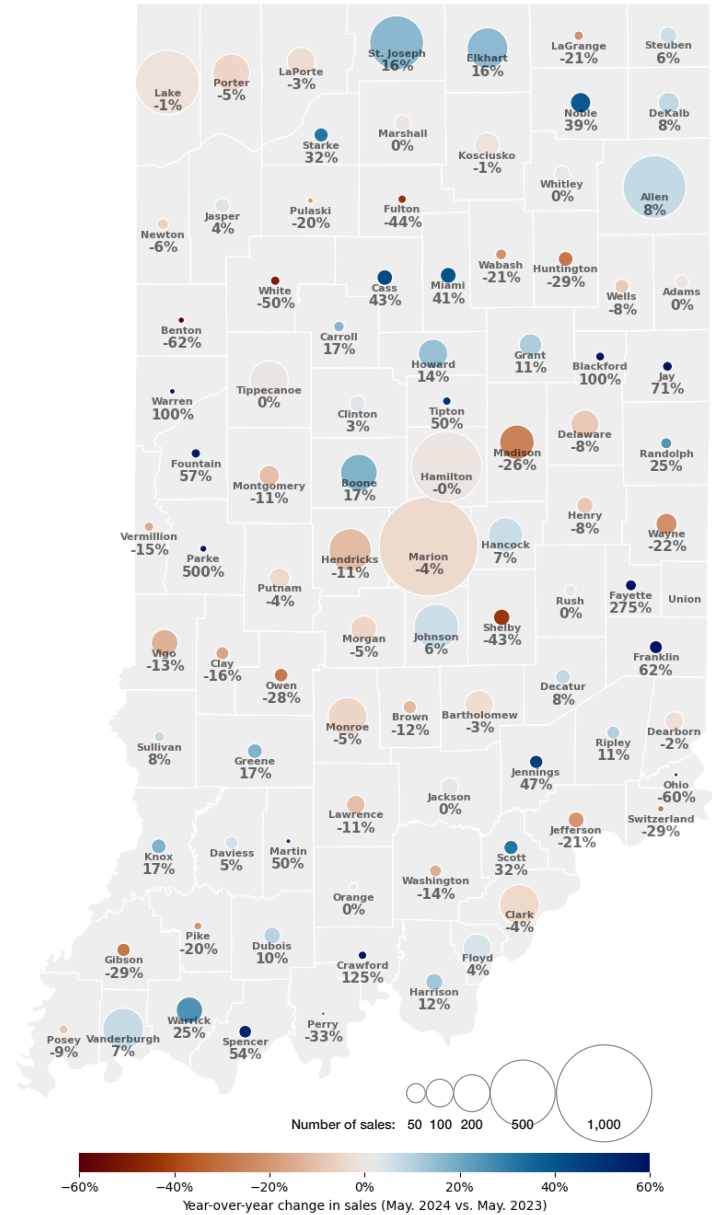 St. Joseph
16%
Elkhart
16%
LaGrange
-21%
Steuben
6%
LaPorte
-3%
Porter
-5%
Lake
-1%
Noble
39%
DeKalb
8%
Marshall
0%
Starke
32%
Kosciusko
-1%
Whitley
0%
Allen
8%
Newton
-6%
Jasper
4%
Pulaski
-20%
Fulton
-44%
Wabash
-21%
Huntington
-29%
White
-50%
Cass
43%
Miami
41%
Wells
-8%
Adams
0%
Benton
-62%
Carroll
17%
Howard
14%
Grant
11%
Blackford
100%
Jay
71%
Warren
100%
Tippecanoe
0%
Clinton
3%
Tipton
50%
Madison
-26%
Delaware
-8%
Randolph
25%
Fountain
57%
Montgomery
-11%
Boone
17%
Hamilton
-0%
Vermillion
-15%
Parke
500%
Hendricks
-11%
Marion
-4%
Hancock
7%
Henry
-8%
Wayne
-22%
Putnam
-4%
Rush
0%
Fayette
275%
Union
Vigo
-13%
Clay
-16%
Owen
-28%
Morgan
-5%
Johnson
6%
Shelby
-43%
Franklin
62%
Decatur
8%
Sullivan
8%
Greene
17%
Monroe
-5%
Brown
-12%
Bartholomew
-3%
Ripley
11%
Dearborn
-2%
Jennings
47%
Ohio
-60%
Switzerland
-29%
Jefferson
-21%
Knox
17%
Daviess
5%
Martin
50%
Lawrence
-11%
Jackson
0%
Scott
32%
Washington
-14%
Orange
0%
Clark
-4%
Gibson
-29%
Pike
-20%
Dubois
10%
Crawford
125%
Floyd
4%
Harrison
12%
Posey
-9%
Vanderburgh
7%
Warrick
25%
Spencer
54%
Perry
-33%
Number of sales: 50 100 200 500 1,000
−60% −40% −20% 0% 20% 40% 60%
Year-over-year change in sales (May. 2024 vs. May. 2023)